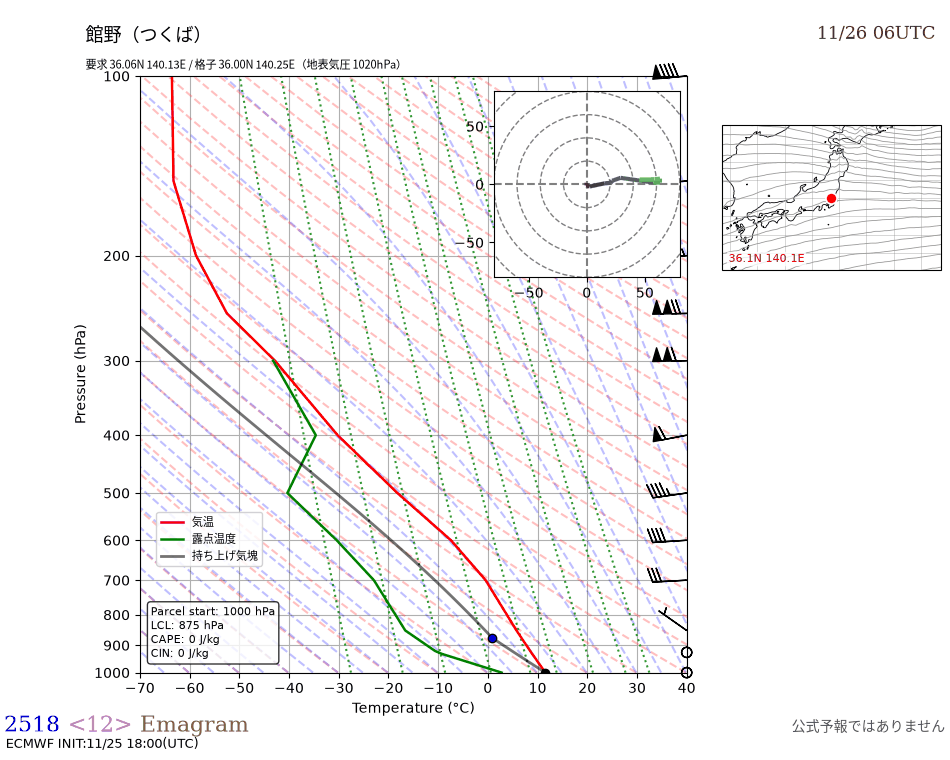 館野（つくば）
11/26 06UTC
要求 36.06N 140.13E / 格子 36.00N 140.25E（地表気圧 1020hPa）
100
200
300
400
500
600
700
800
900
1000
Pressure (hPa)
−70 −60 −50 −40 −30 −20 −10 0 10 20 30 40
Temperature (°C)
50
0
−50
−50 0 50
気温
露点温度
持ち上げ気塊
Parcel start: 1000 hPa
LCL: 875 hPa
CAPE: 0 J/kg
CIN: 0 J/kg
36.1N 140.1E
2518 <12> Emagram
ECMWF INIT:11/25 18:00(UTC)
公式予報ではありません